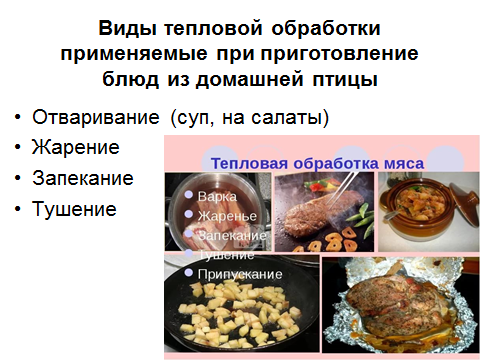 Виды тепловой обработки
применяемые при приготовление
блюд из домашней птицы
• Отваривание (суп, на салаты)
• Жарение
• Запекание
• Тушение
Тепловая обработка мяса
• Варка
• Жаренье
• Запекание
• Тушение
• Припускание